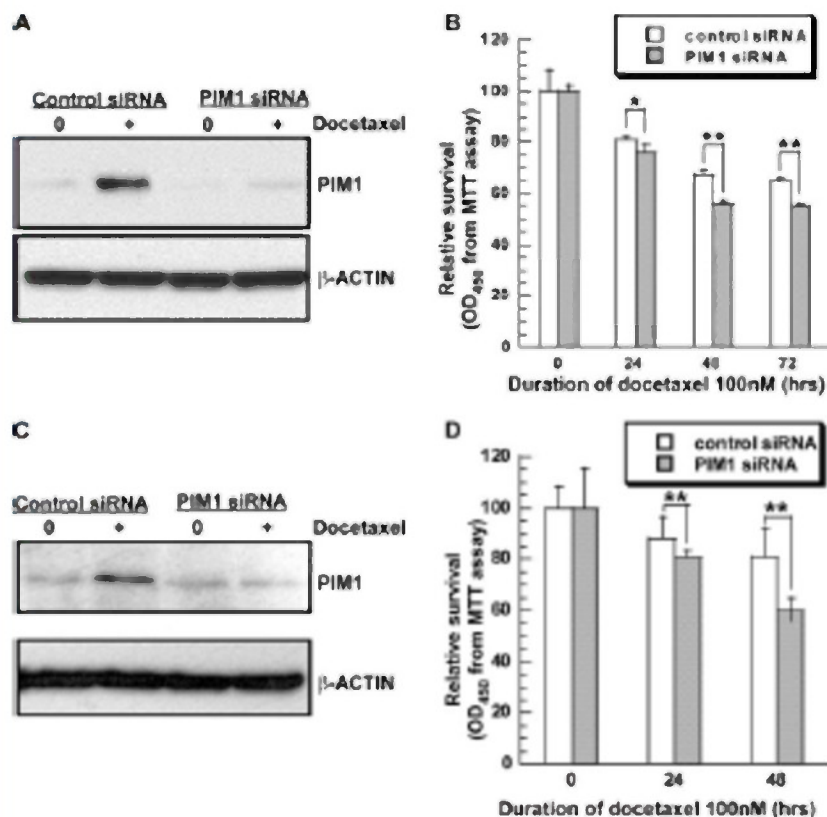 A
Control siRNA PIM1 siRNA
0 + 0 + Docetaxel
PIM1
β-ACTIN
B
control siRNA
PIM1 siRNA
Relative survival
(OD450 from MTT assay)
120
100
80
60
40
20
0
* ** **
0 24 48 72
Duration of docetaxel 100nM (hrs)
C
Control siRNA PIM1 siRNA
0 + 0 + Docetaxel
PIM1
β-ACTIN
D
control siRNA
PIM1 siRNA
Relative survival
(OD450 from MTT assay)
120
100
80
60
40
20
0
** **
0 24 48
Duration of docetaxel 100nM (hrs)